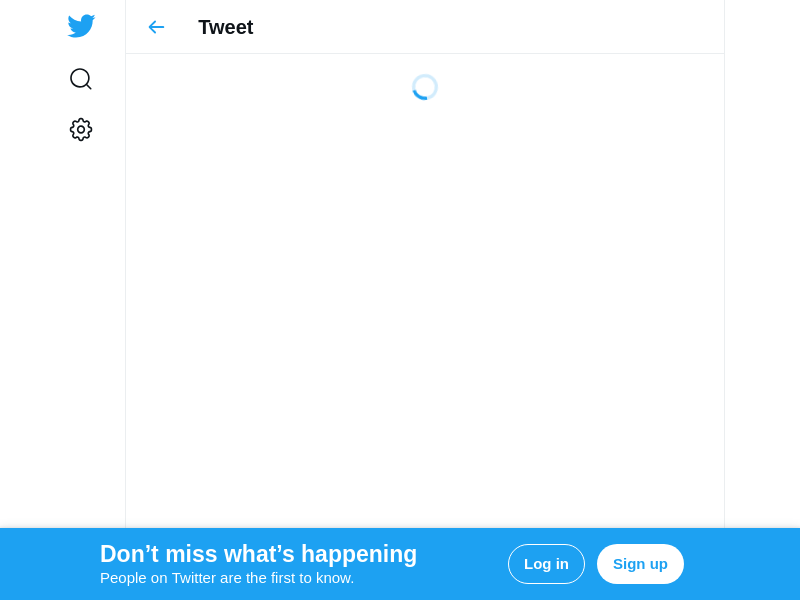 Tweet
Don’t miss what’s happening
People on Twitter are the first to know.
Log in
Sign up